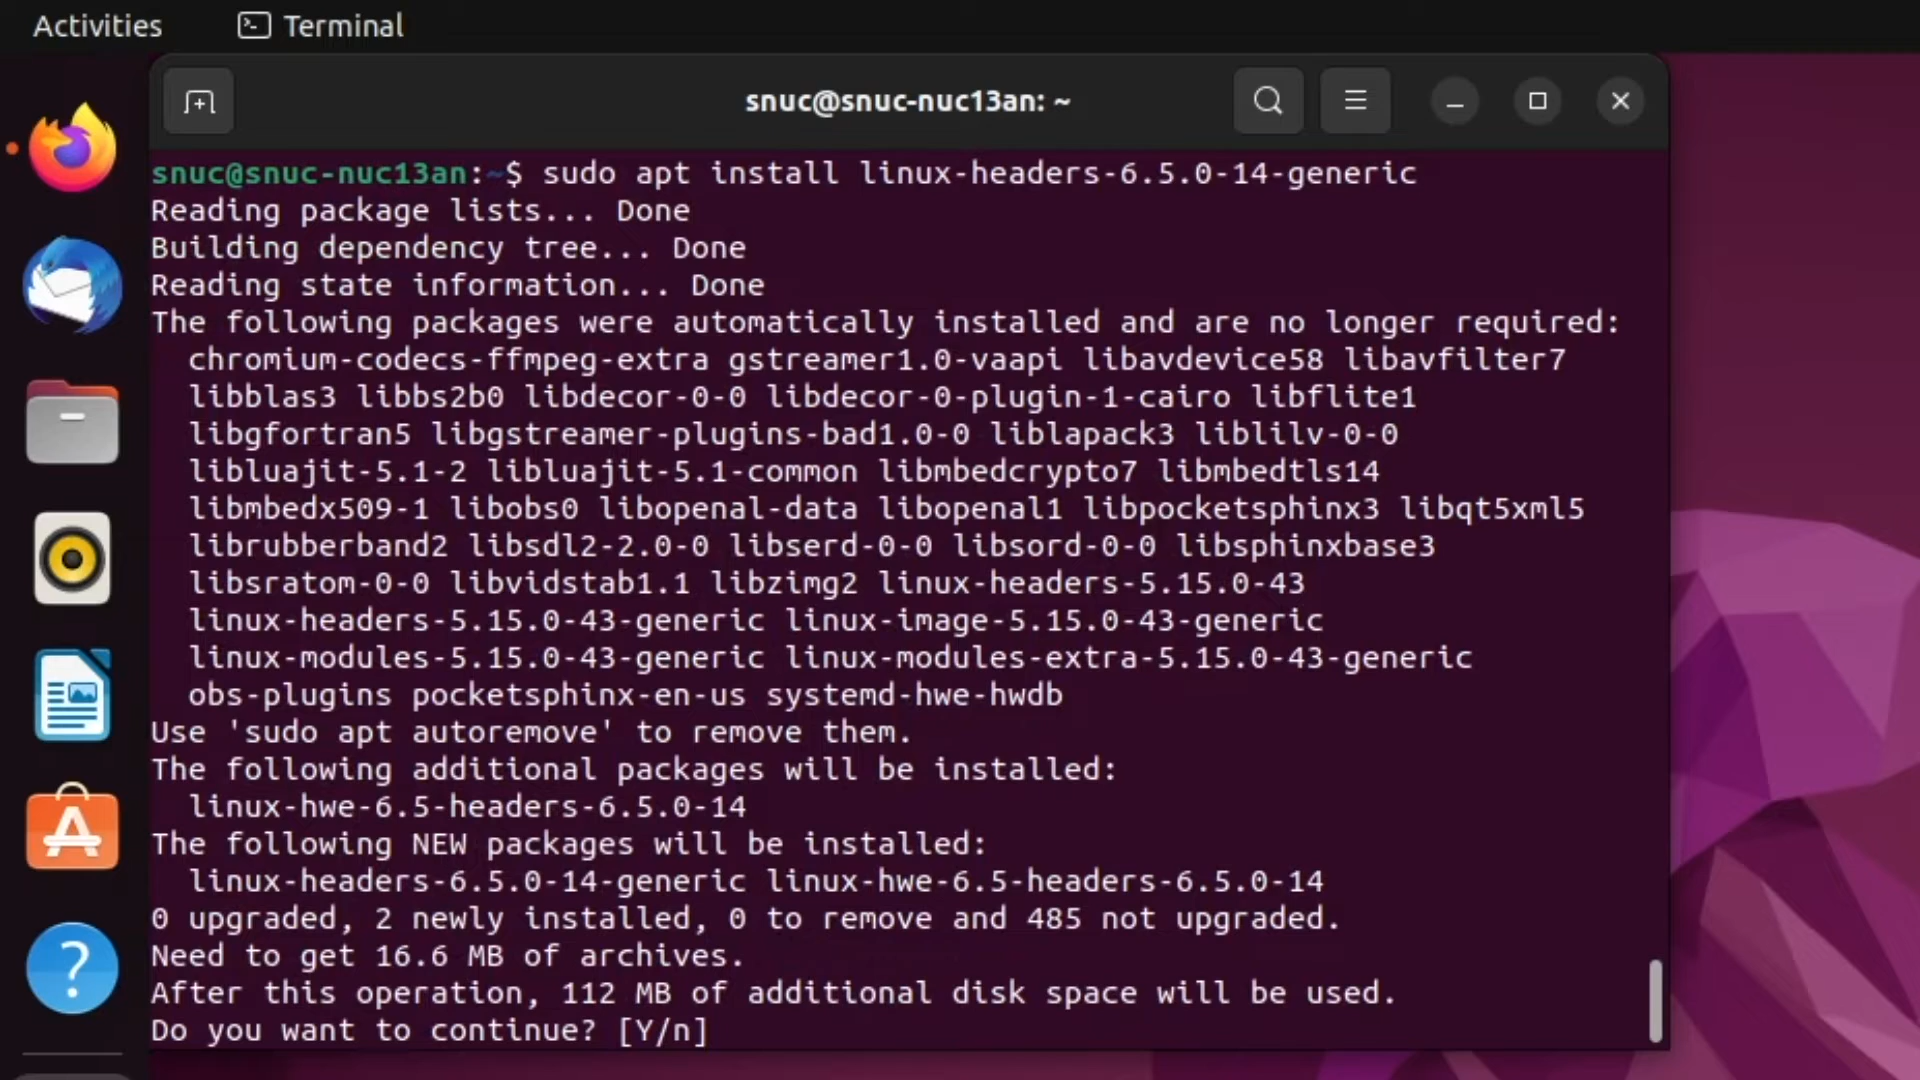 Activities Terminal
snuc@snuc-nuc13an: ~
snuc@snuc-nuc13an:~$ sudo apt install linux-headers-6.5.0-14-generic
Reading package lists... Done
Building dependency tree... Done
Reading state information... Done
The following packages were automatically installed and are no longer required:
chromium-codecs-ffmpeg-extra gstreamer1.0-vaapi libavdevice58 libavfilter7
libblas3 libbs2b0 libdecor-0-0 libdecor-0-plugin-1-cairo libflite1
libgfortran5 libgstreamer-plugins-bad1.0-0 liblapack3 liblilv-0-0
libluajit-5.1-2 libluajit-5.1-common libmbedcrypto7 libmbedtls14
libmbedx509-1 libobs0 libopenal-data libopenal1 libpocketsphinx3 libqt5xml5
librubberband2 libsdl2-2.0-0 libserd-0-0 libsord-0-0 libsphinxbase3
libsratom-0-0 libvidstab1.1 libzimg2 linux-headers-5.15.0-43
linux-headers-5.15.0-43-generic linux-image-5.15.0-43-generic
linux-modules-5.15.0-43-generic linux-modules-extra-5.15.0-43-generic
obs-plugins pocketsphinx-en-us systemd-hwe-hwdb
Use 'sudo apt autoremove' to remove them.
The following additional packages will be installed:
linux-hwe-6.5-headers-6.5.0-14
The following NEW packages will be installed:
linux-headers-6.5.0-14-generic linux-hwe-6.5-headers-6.5.0-14
0 upgraded, 2 newly installed, 0 to remove and 485 not upgraded.
Need to get 16.6 MB of archives.
After this operation, 112 MB of additional disk space will be used.
Do you want to continue? [Y/n]